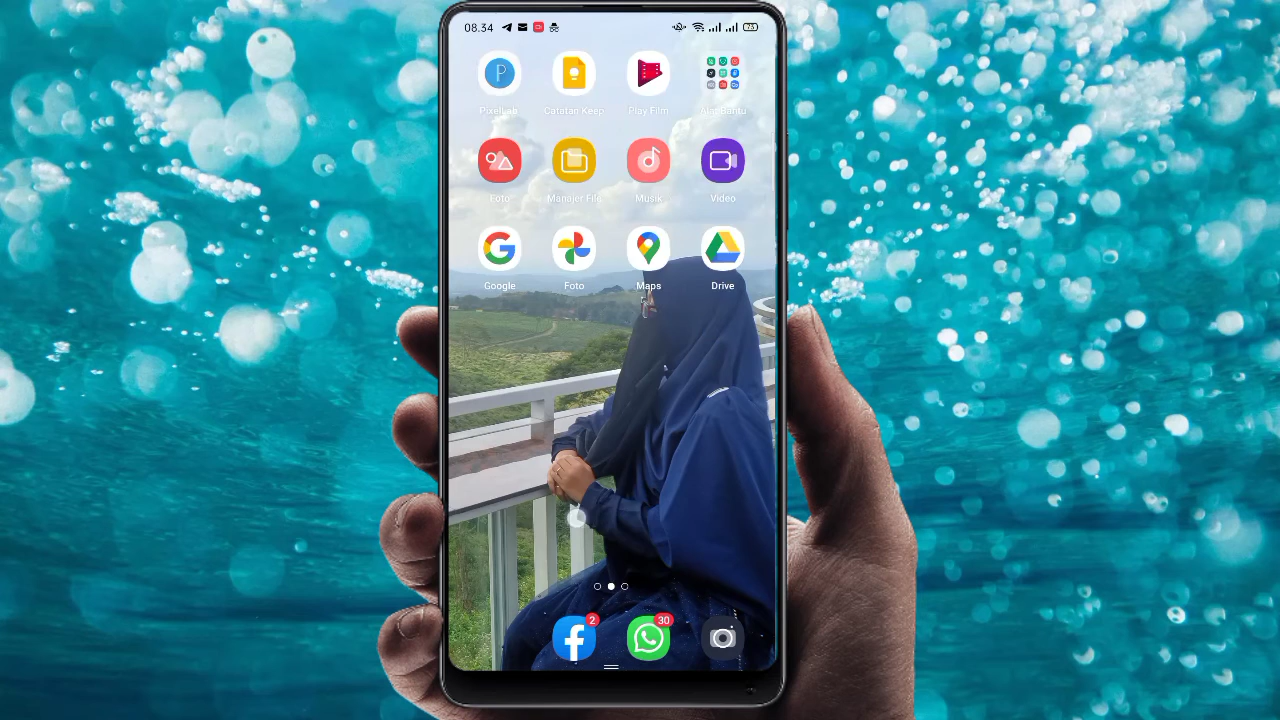 08.34 73
PixelLab Catatan Keep Play Film Alat Bantu
Foto Manajer File Musik Video
Google Foto Maps Drive
2 30